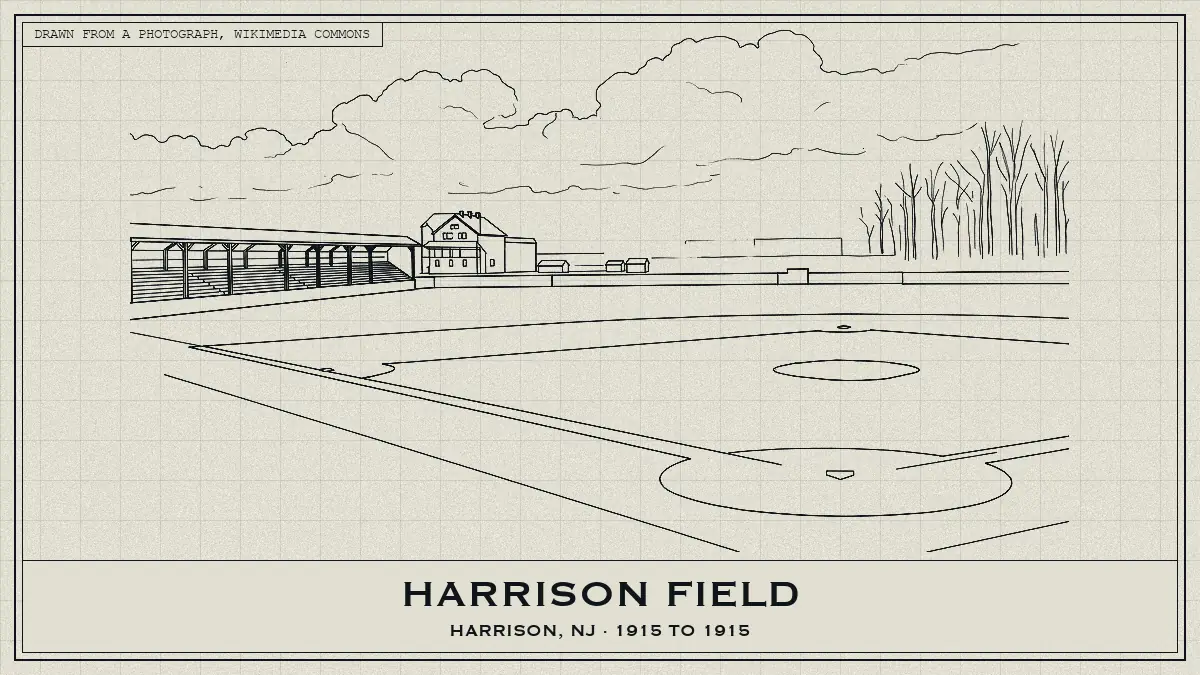 DRAWN FROM A PHOTOGRAPH, WIKIMEDIA COMMONS
HARRISON FIELD
HARRISON, NJ · 1915 TO 1915